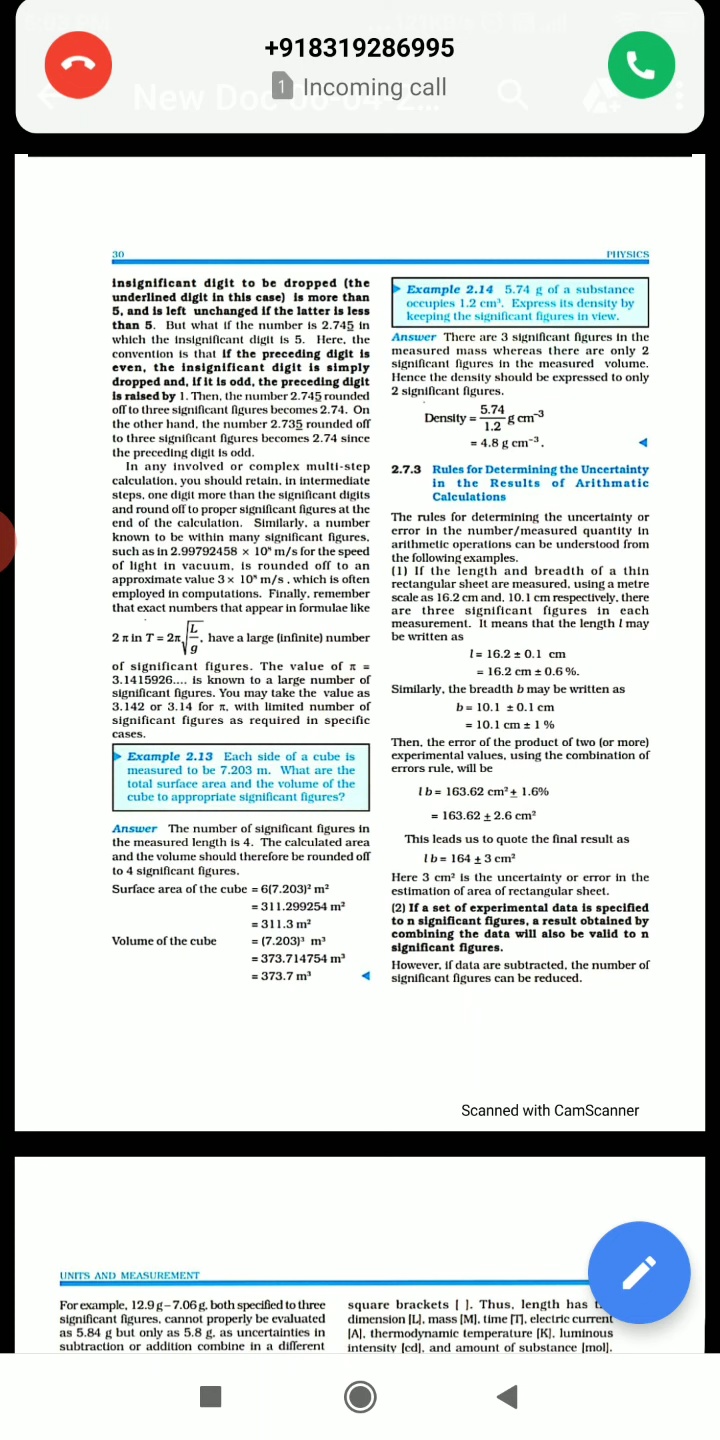 +918319286995
1 Incoming call
New Doc 06-04-2...
30
PHYSICS
insignificant digit to be dropped (the
underlined digit in this case) is more than
5, and is left unchanged if the latter is less
than 5. But what if the number is 2.745 in
which the insignificant digit is 5. Here, the
convention is that if the preceding digit is
even, the insignificant digit is simply
dropped and, if it is odd, the preceding digit
is raised by 1. Then, the number 2.745 rounded
off to three significant figures becomes 2.74. On
the other hand, the number 2.735 rounded off
to three significant figures becomes 2.74 since
the preceding digit is odd.
In any involved or complex multi-step
calculation, you should retain, in intermediate
steps, one digit more than the significant digits
and round off to proper significant figures at the
end of the calculation. Similarly, a number
known to be within many significant figures,
such as in 2.99792458 × 10⁸ m/s for the speed
of light in vacuum, is rounded off to an
approximate value 3 × 10⁸ m/s , which is often
employed in computations. Finally, remember
that exact numbers that appear in formulae like
2 π in T = 2π√(L/g), have a large (infinite) number
of significant figures. The value of π =
3.1415926.... is known to a large number of
significant figures. You may take the value as
3.142 or 3.14 for π, with limited number of
significant figures as required in specific
cases.
Example 2.13 Each side of a cube is
measured to be 7.203 m. What are the
total surface area and the volume of the
cube to appropriate significant figures?
Answer The number of significant figures in
the measured length is 4. The calculated area
and the volume should therefore be rounded off
to 4 significant figures.
Surface area of the cube = 6(7.203)² m²
= 311.299254 m²
= 311.3 m²
Volume of the cube = (7.203)³ m³
= 373.714754 m³
= 373.7 m³
Example 2.14 5.74 g of a substance
occupies 1.2 cm³. Express its density by
keeping the significant figures in view.
Answer There are 3 significant figures in the
measured mass whereas there are only 2
significant figures in the measured volume.
Hence the density should be expressed to only
2 significant figures.
Density = 5.74/1.2 g cm⁻³
= 4.8 g cm⁻³ .
2.7.3 Rules for Determining the Uncertainty
in the Results of Arithmatic
Calculations
The rules for determining the uncertainty or
error in the number/measured quantity in
arithmetic operations can be understood from
the following examples.
(1) If the length and breadth of a thin
rectangular sheet are measured, using a metre
scale as 16.2 cm and, 10.1 cm respectively, there
are three significant figures in each
measurement. It means that the length l may
be written as
l = 16.2 ± 0.1 cm
= 16.2 cm ± 0.6 %.
Similarly, the breadth b may be written as
b = 10.1 ± 0.1 cm
= 10.1 cm ± 1 %
Then, the error of the product of two (or more)
experimental values, using the combination of
errors rule, will be
l b = 163.62 cm² ± 1.6%
= 163.62 ± 2.6 cm²
This leads us to quote the final result as
l b = 164 ± 3 cm²
Here 3 cm² is the uncertainty or error in the
estimation of area of rectangular sheet.
(2) If a set of experimental data is specified
to n significant figures, a result obtained by
combining the data will also be valid to n
significant figures.
However, if data are subtracted, the number of
significant figures can be reduced.
Scanned with CamScanner
UNITS AND MEASUREMENT
For example, 12.9 g – 7.06 g, both specified to three
significant figures, cannot properly be evaluated
as 5.84 g but only as 5.8 g, as uncertainties in
subtraction or addition combine in a different
square brackets [ ]. Thus, length has
dimension [L], mass [M], time [T], electric current
[A], thermodynamic temperature [K], luminous
intensity [cd], and amount of substance [mol].